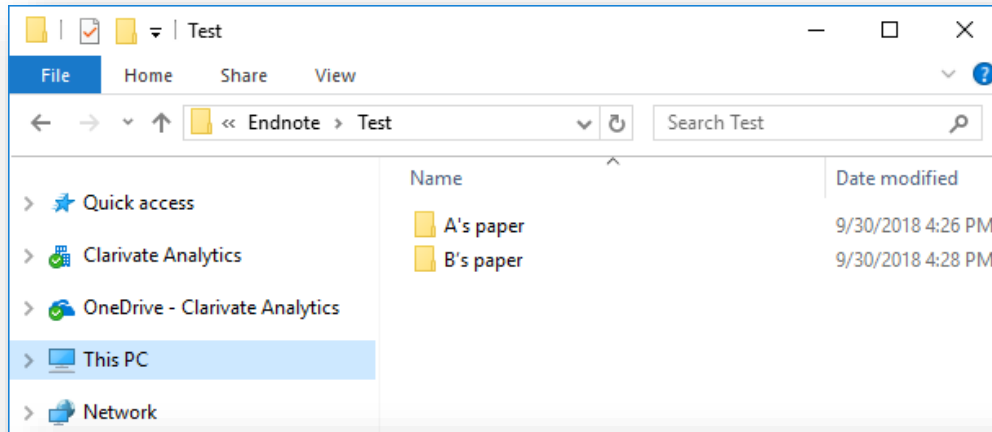 Test
File Home Share View
« Endnote > Test Search Test
Name Date modified
Quick access
A's paper 9/30/2018 4:26 PM
Clarivate Analytics
B's paper 9/30/2018 4:28 PM
OneDrive - Clarivate Analytics
This PC
Network